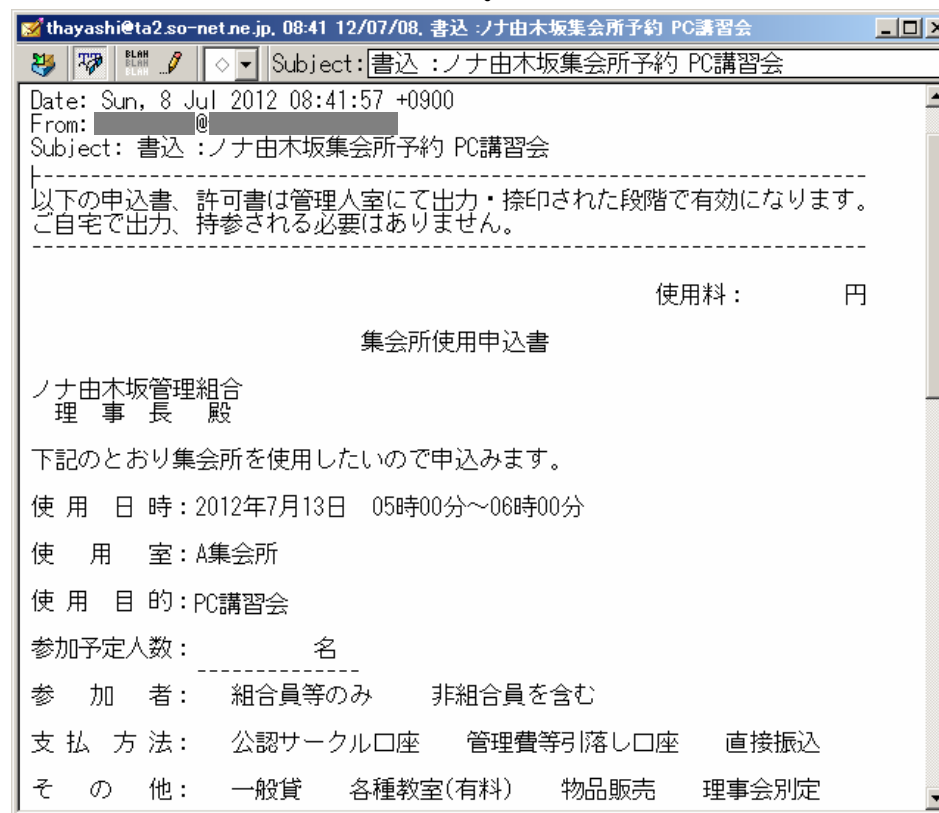 thayashi@ta2.so-net.ne.jp, 08:41 12/07/08, 書込 :ノナ由木坂集会所予約 PC講習会
BLAH BLAH Subject: 書込 :ノナ由木坂集会所予約 PC講習会
Date: Sun, 8 Jul 2012 08:41:57 +0900
From: @
Subject: 書込 :ノナ由木坂集会所予約 PC講習会
--------------------------------------------------------------------
以下の申込書、許可書は管理人室にて出力・捺印された段階で有効になります。
ご自宅で出力、持参される必要はありません。
--------------------------------------------------------------------
使用料: 円
集会所使用申込書
ノナ由木坂管理組合
理 事 長 殿
下記のとおり集会所を使用したいので申込みます。
使 用 日 時:2012年7月13日 05時00分~06時00分
使 用 室:A集会所
使 用 目 的:PC講習会
参加予定人数: 名
--------------
参 加 者: 組合員等のみ 非組合員を含む
支 払 方 法: 公認サークル口座 管理費等引落し口座 直接振込
そ の 他: 一般貸 各種教室(有料) 物品販売 理事会別定